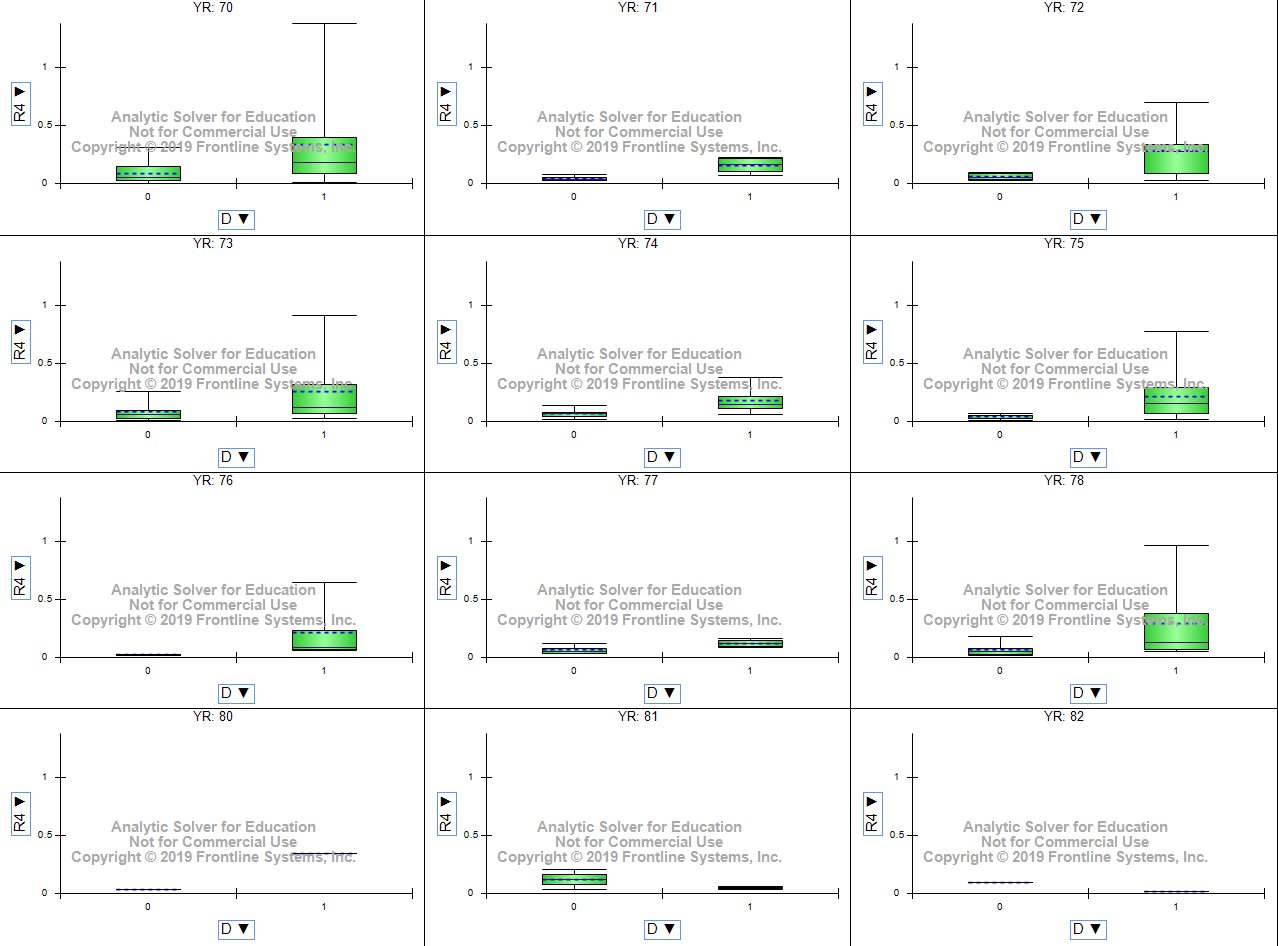 YR: 70
1
R4 ▶
0.5
0
Analytic Solver for Education
Not for Commercial Use
Copyright © 2019 Frontline Systems, Inc.
0 1
D ▼
YR: 71
1
R4 ▶
0.5
0
Analytic Solver for Education
Not for Commercial Use
Copyright © 2019 Frontline Systems, Inc.
0 1
D ▼
YR: 72
1
R4 ▶
0.5
0
Analytic Solver for Education
Not for Commercial Use
Copyright © 2019 Frontline Systems, Inc.
0 1
D ▼
YR: 73
1
R4 ▶
0.5
0
Analytic Solver for Education
Not for Commercial Use
Copyright © 2019 Frontline Systems, Inc.
0 1
D ▼
YR: 74
1
R4 ▶
0.5
0
Analytic Solver for Education
Not for Commercial Use
Copyright © 2019 Frontline Systems, Inc.
0 1
D ▼
YR: 75
1
R4 ▶
0.5
0
Analytic Solver for Education
Not for Commercial Use
Copyright © 2019 Frontline Systems, Inc.
0 1
D ▼
YR: 76
1
R4 ▶
0.5
0
Analytic Solver for Education
Not for Commercial Use
Copyright © 2019 Frontline Systems, Inc.
0 1
D ▼
YR: 77
1
R4 ▶
0.5
0
Analytic Solver for Education
Not for Commercial Use
Copyright © 2019 Frontline Systems, Inc.
0 1
D ▼
YR: 78
1
R4 ▶
0.5
0
Analytic Solver for Education
Not for Commercial Use
Copyright © 2019 Frontline Systems, Inc.
0 1
D ▼
YR: 80
1
R4 ▶
0.5
0
Analytic Solver for Education
Not for Commercial Use
Copyright © 2019 Frontline Systems, Inc.
0 1
D ▼
YR: 81
1
R4 ▶
0.5
0
Analytic Solver for Education
Not for Commercial Use
Copyright © 2019 Frontline Systems, Inc.
0 1
D ▼
YR: 82
1
R4 ▶
0.5
0
Analytic Solver for Education
Not for Commercial Use
Copyright © 2019 Frontline Systems, Inc.
0 1
D ▼